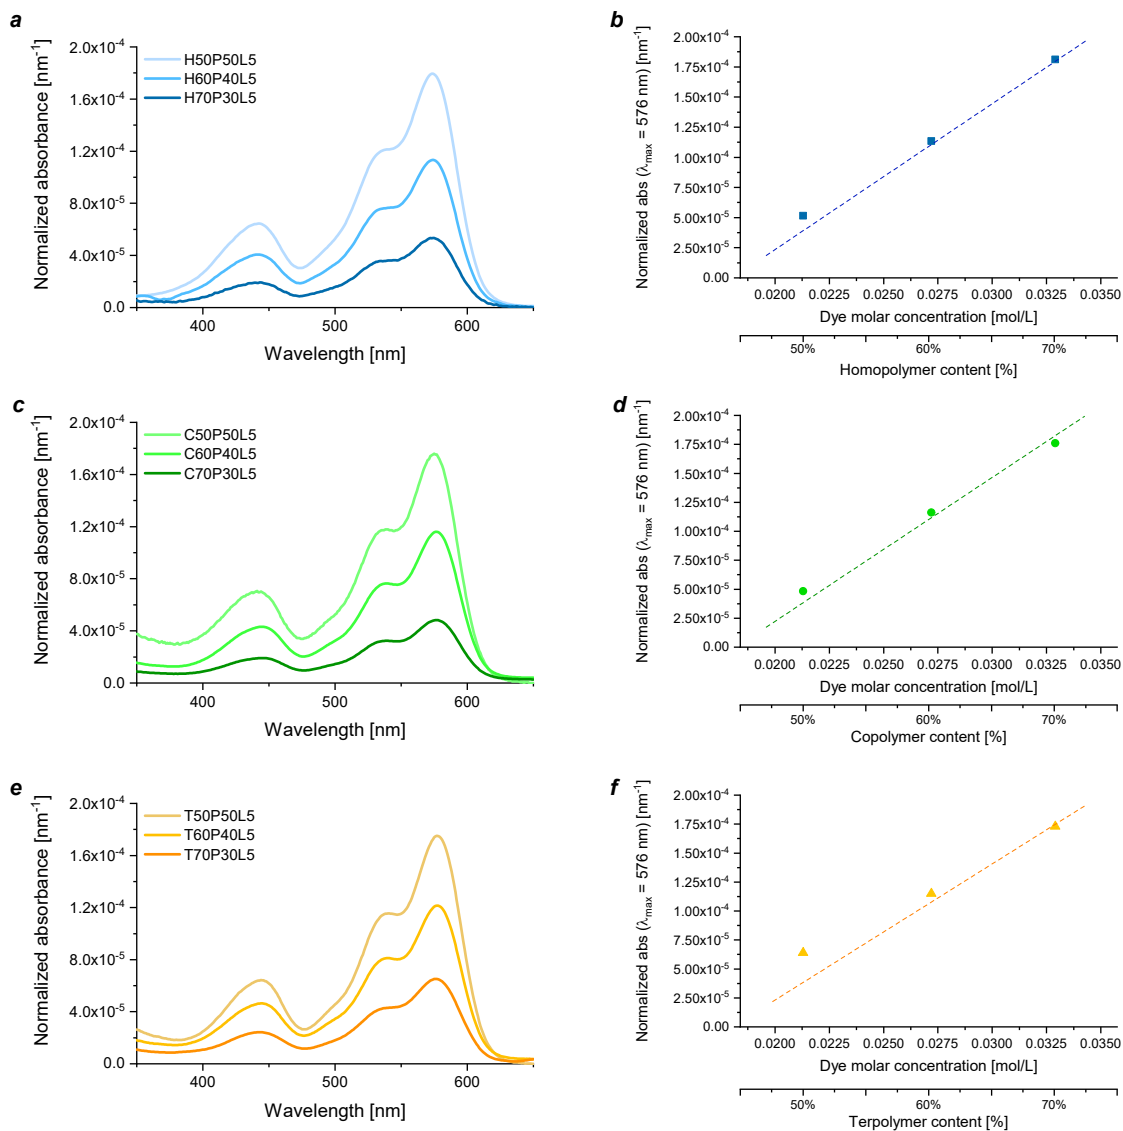 a
Normalized absorbance [nm⁻¹]
2.0x10⁻⁴
1.6x10⁻⁴
1.2x10⁻⁴
8.0x10⁻⁵
4.0x10⁻⁵
0.0
H50P50L5
H60P40L5
H70P30L5
400 500 600
Wavelength [nm]
b
Normalized abs (λmax = 576 nm) [nm⁻¹]
2.00x10⁻⁴
1.75x10⁻⁴
1.50x10⁻⁴
1.25x10⁻⁴
1.00x10⁻⁴
7.50x10⁻⁵
5.00x10⁻⁵
2.50x10⁻⁵
0.00
0.0200 0.0225 0.0250 0.0275 0.0300 0.0325 0.0350
Dye molar concentration [mol/L]
50% 60% 70%
Homopolymer content [%]
c
Normalized absorbance [nm⁻¹]
2.0x10⁻⁴
1.6x10⁻⁴
1.2x10⁻⁴
8.0x10⁻⁵
4.0x10⁻⁵
0.0
C50P50L5
C60P40L5
C70P30L5
400 500 600
Wavelength [nm]
d
Normalized abs (λmax = 576 nm) [nm⁻¹]
2.00x10⁻⁴
1.75x10⁻⁴
1.50x10⁻⁴
1.25x10⁻⁴
1.00x10⁻⁴
7.50x10⁻⁵
5.00x10⁻⁵
2.50x10⁻⁵
0.00
0.0200 0.0225 0.0250 0.0275 0.0300 0.0325 0.0350
Dye molar concentration [mol/L]
50% 60% 70%
Copolymer content [%]
e
Normalized absorbance [nm⁻¹]
2.0x10⁻⁴
1.6x10⁻⁴
1.2x10⁻⁴
8.0x10⁻⁵
4.0x10⁻⁵
0.0
T50P50L5
T60P40L5
T70P30L5
400 500 600
Wavelength [nm]
f
Normalized abs (λmax = 576 nm) [nm⁻¹]
2.00x10⁻⁴
1.75x10⁻⁴
1.50x10⁻⁴
1.25x10⁻⁴
1.00x10⁻⁴
7.50x10⁻⁵
5.00x10⁻⁵
2.50x10⁻⁵
0.00
0.0200 0.0225 0.0250 0.0275 0.0300 0.0325 0.0350
Dye molar concentration [mol/L]
50% 60% 70%
Terpolymer content [%]